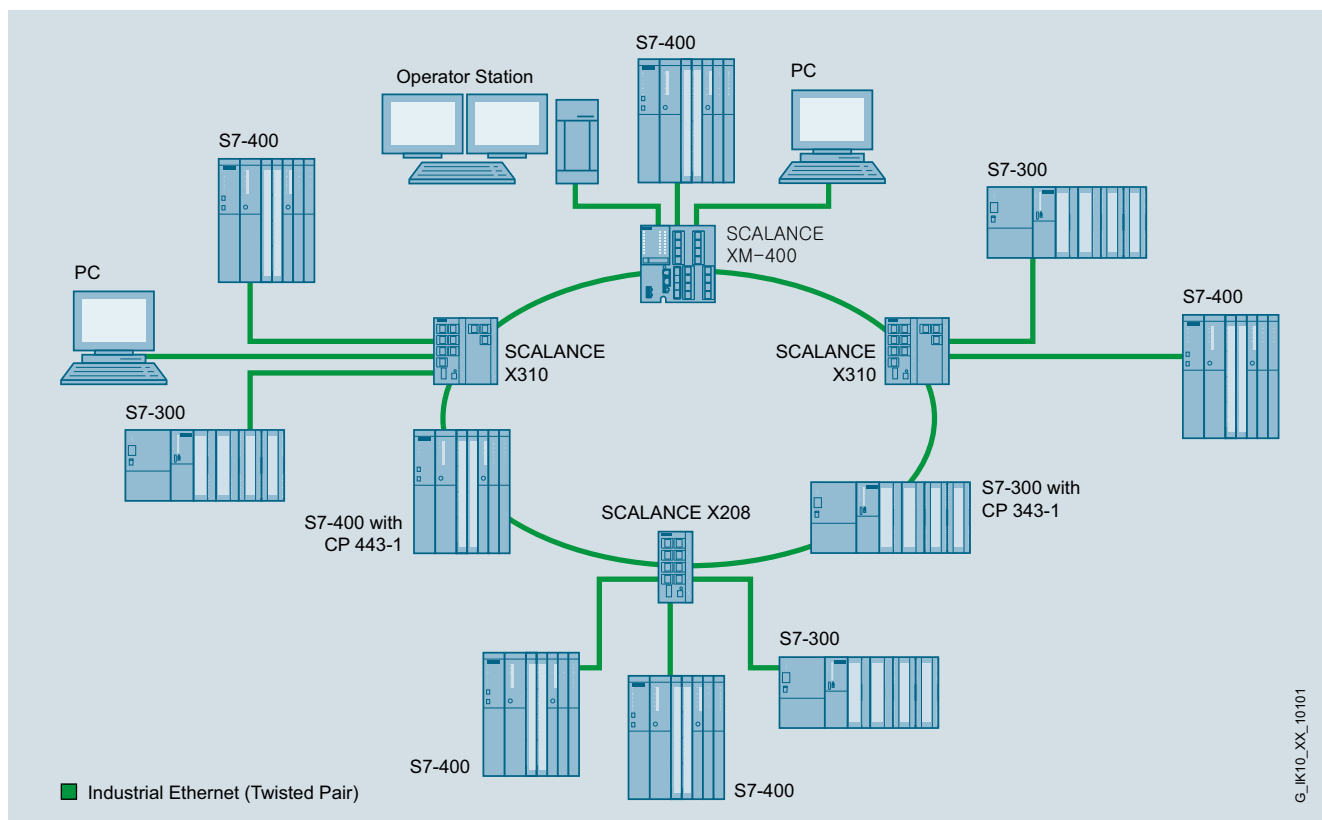 S7-400
Operator Station
PC
S7-400
S7-300
SCALANCE
XM-400
PC
S7-400
SCALANCE
X310
SCALANCE
X310
S7-300
S7-400 with
CP 443-1
SCALANCE X208
S7-300 with
CP 343-1
S7-300
S7-400
S7-400
Industrial Ethernet (Twisted Pair)
G_IK10_XX_10101